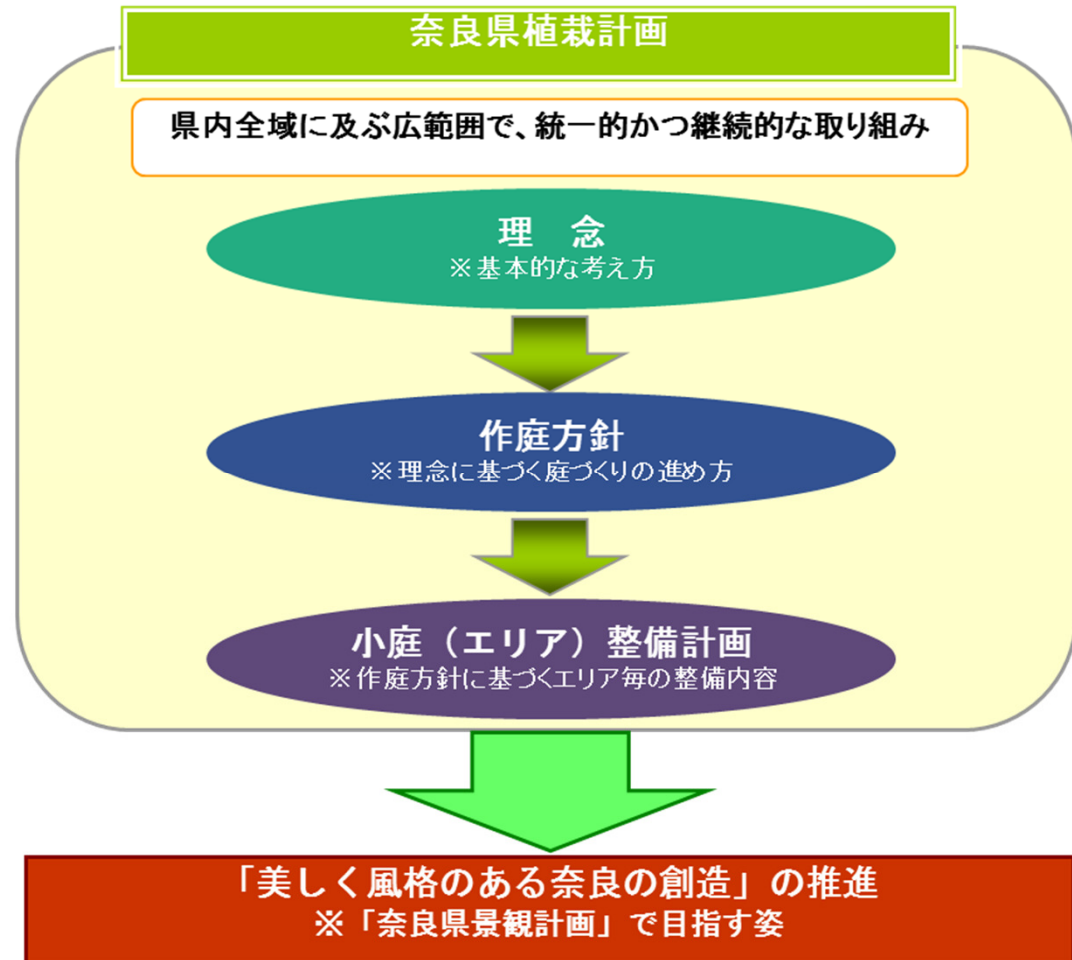 奈良県植栽計画
県内全域に及ぶ広範囲で、統一的かつ継続的な取り組み
理　念
※基本的な考え方
作庭方針
※理念に基づく庭づくりの進め方
小庭（エリア）整備計画
※作庭方針に基づくエリア毎の整備内容
「美しく風格のある奈良の創造」の推進
※「奈良県景観計画」で目指す姿